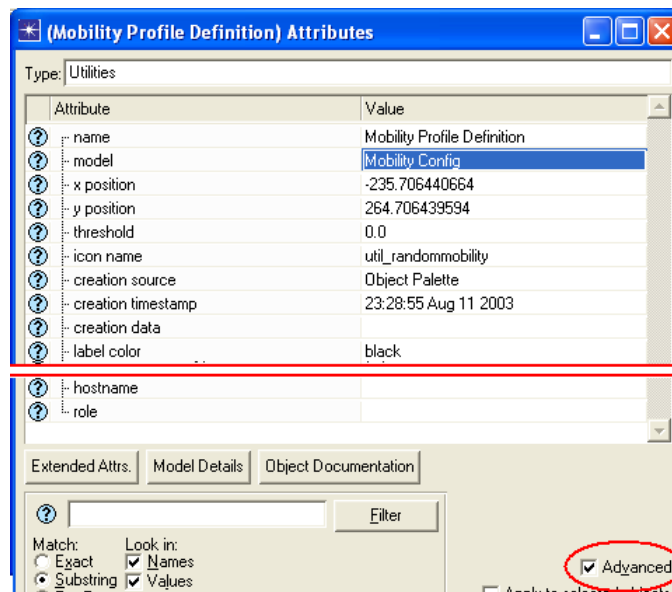 (Mobility Profile Definition) Attributes
Type: Utilities
Attribute Value
name Mobility Profile Definition
model Mobility Config
x position -235.706440664
y position 264.706439594
threshold 0.0
icon name util_randommobility
creation source Object Palette
creation timestamp 23:28:55 Aug 11 2003
creation data
label color black
hostname
role
Extended Attrs. Model Details Object Documentation
Filter
Match: Look in:
Exact Names
Substring Values
Advanced
Apply to selected